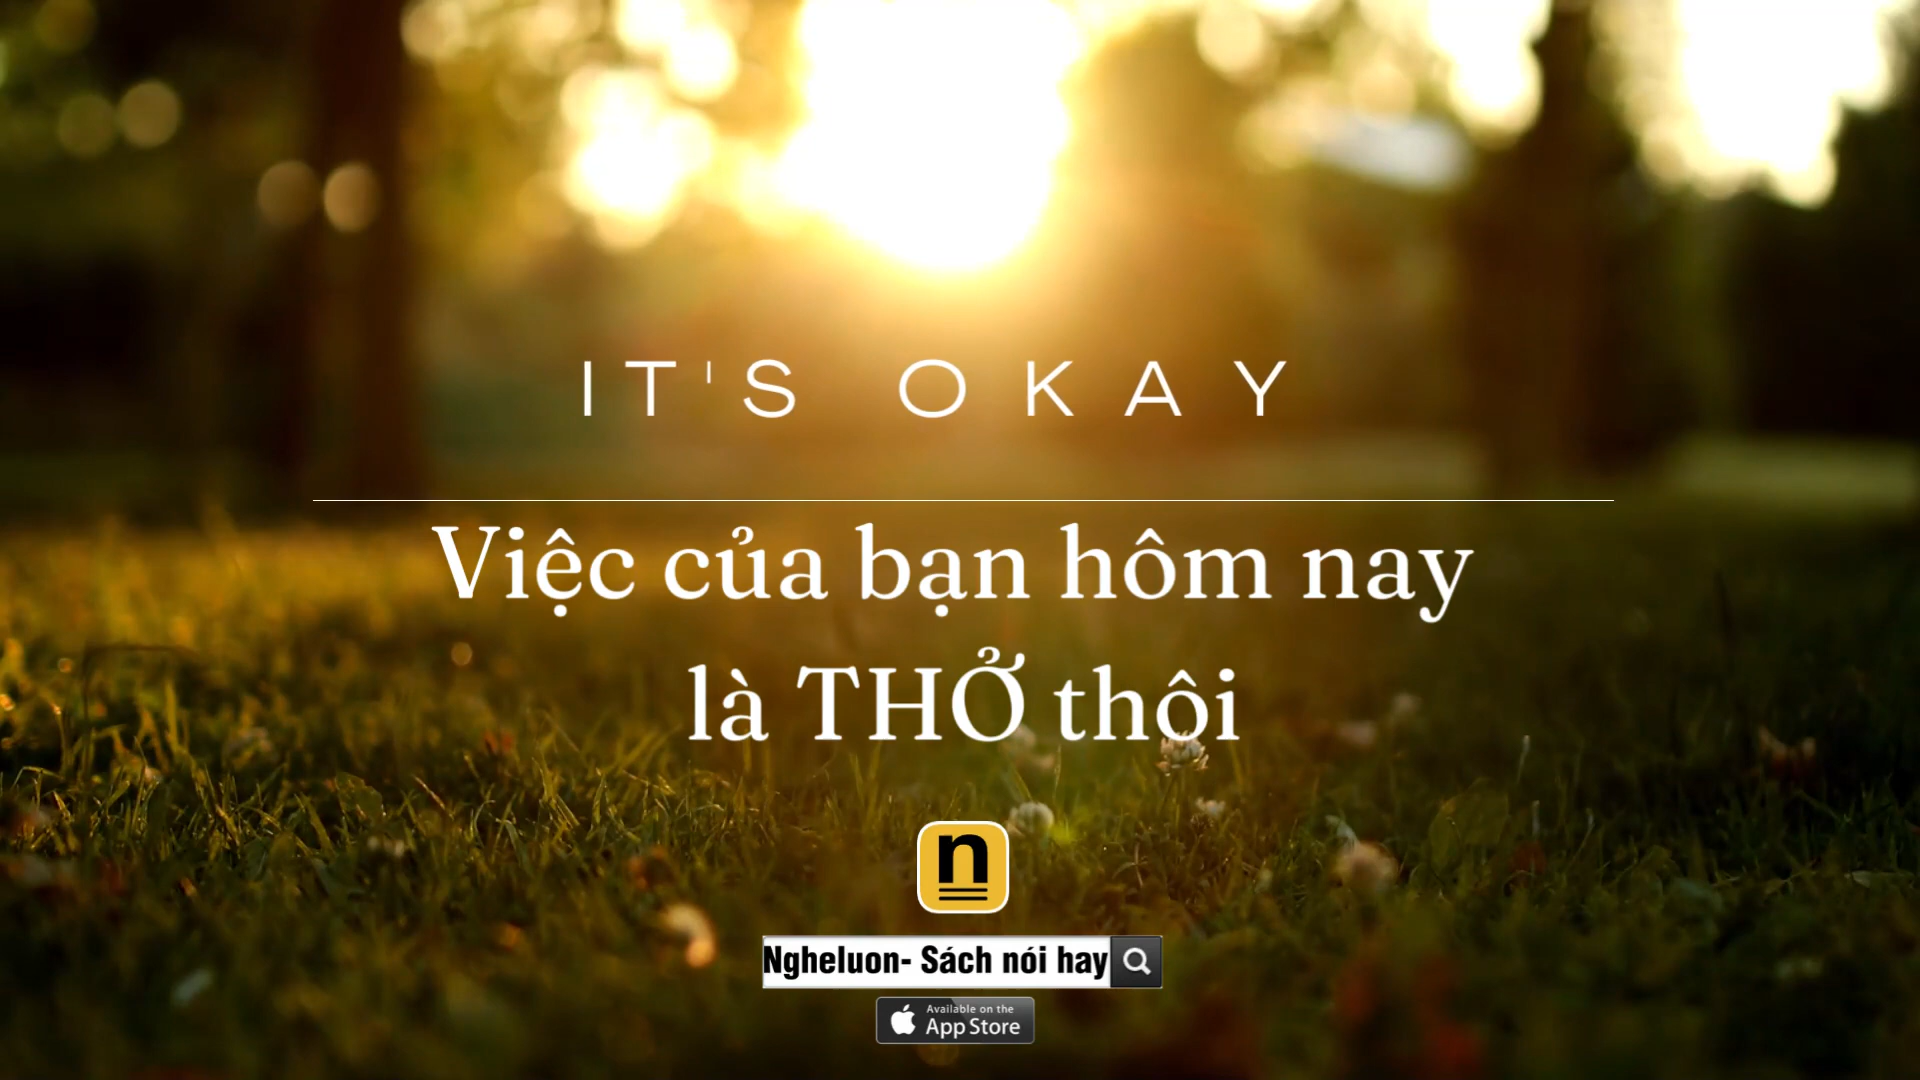 IT'S OKAY
Việc của bạn hôm nay
là THỞ thôi
n
Ngheluon- Sách nói hay
Available on the
App Store